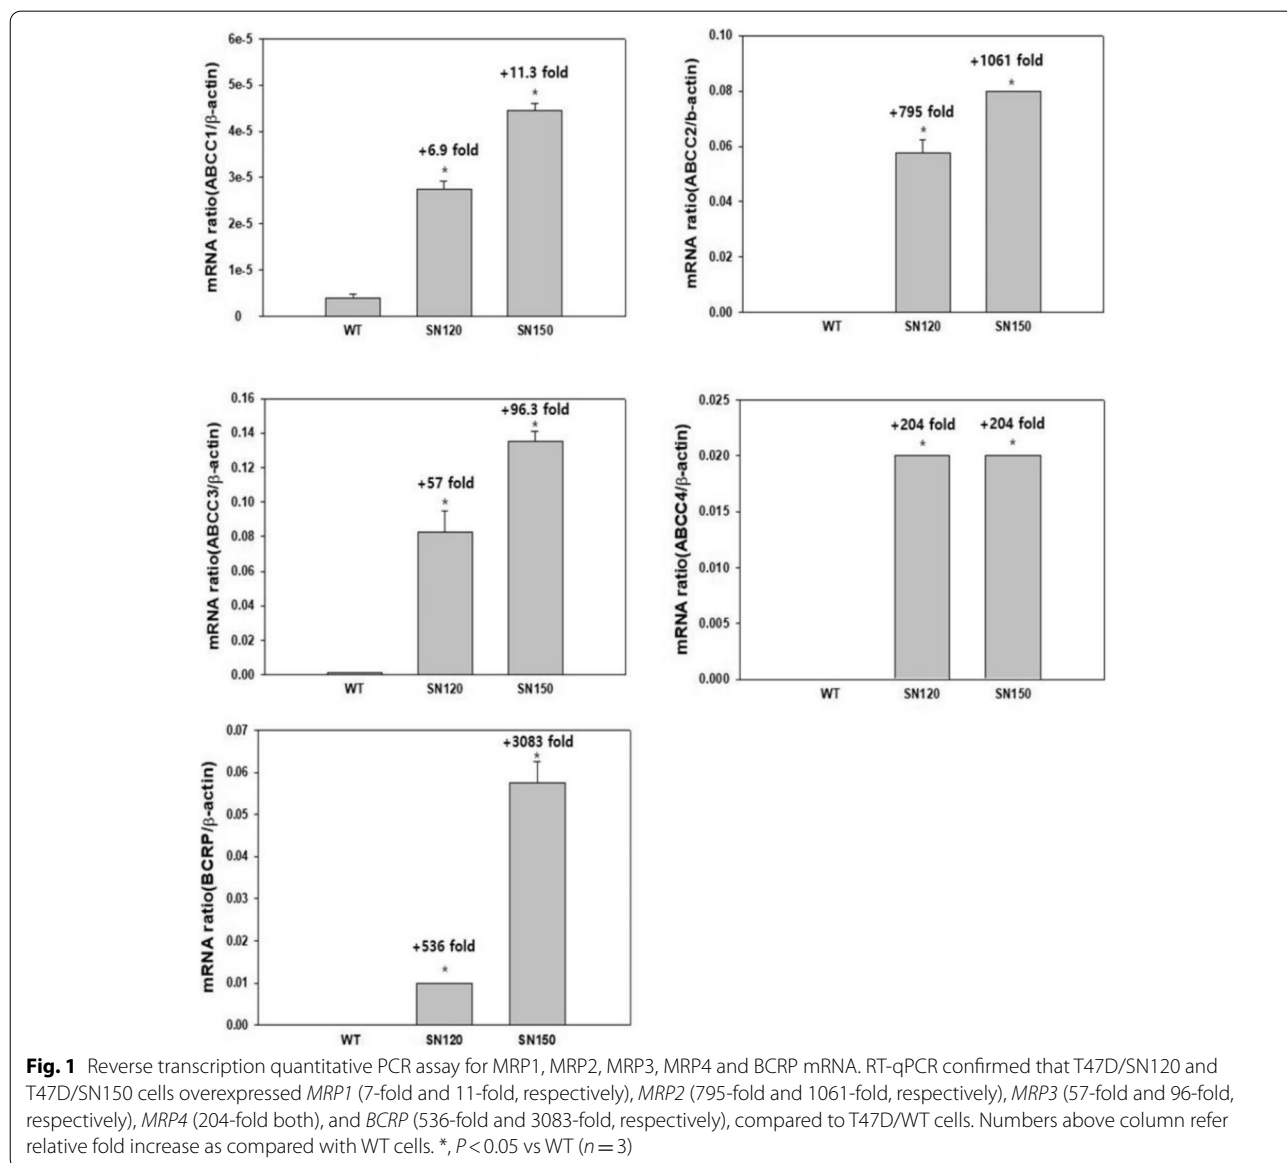 mRNA ratio(ABCC1/β-actin)
6e-5
5e-5
4e-5
3e-5
2e-5
1e-5
0
+6.9 fold
*
+11.3 fold
*
WT SN120 SN150
mRNA ratio(ABCC2/b-actin)
0.10
0.08
0.06
0.04
0.02
0.00
+795 fold
*
+1061 fold
*
WT SN120 SN150
mRNA ratio(ABCC3/β-actin)
0.16
0.14
0.12
0.10
0.08
0.06
0.04
0.02
0.00
+57 fold
*
+96.3 fold
*
WT SN120 SN150
mRNA ratio(ABCC4/β-actin)
0.025
0.020
0.015
0.010
0.005
0.000
+204 fold
*
+204 fold
*
WT SN120 SN150
mRNA ratio(BCRP/β-actin)
0.07
0.06
0.05
0.04
0.03
0.02
0.01
0.00
+536 fold
*
+3083 fold
*
WT SN120 SN150
Fig. 1 Reverse transcription quantitative PCR assay for MRP1, MRP2, MRP3, MRP4 and BCRP mRNA. RT-qPCR confirmed that T47D/SN120 and
T47D/SN150 cells overexpressed MRP1 (7-fold and 11-fold, respectively), MRP2 (795-fold and 1061-fold, respectively), MRP3 (57-fold and 96-fold,
respectively), MRP4 (204-fold both), and BCRP (536-fold and 3083-fold, respectively), compared to T47D/WT cells. Numbers above column refer
relative fold increase as compared with WT cells. *, P < 0.05 vs WT (n = 3)